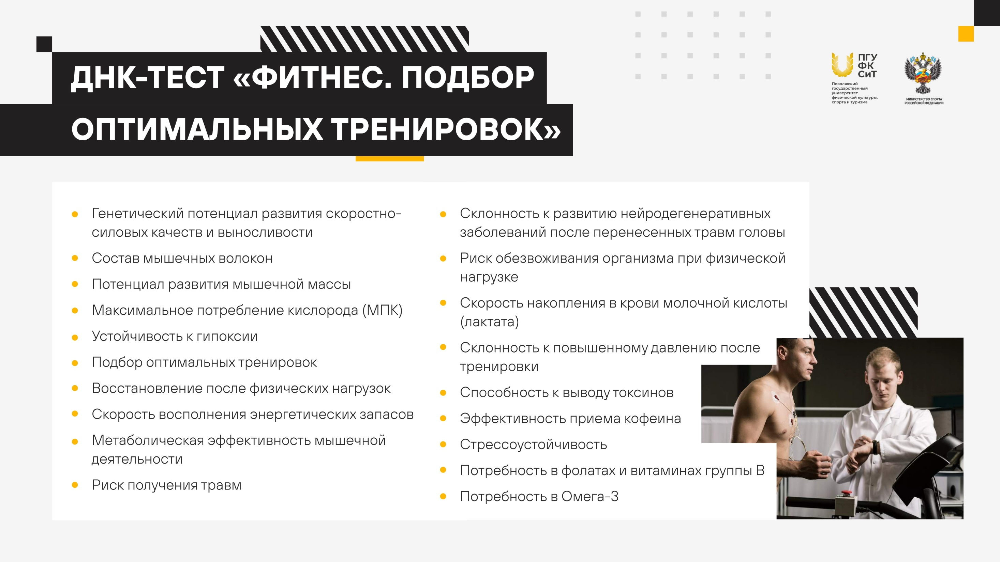 ДНК-ТЕСТ «ФИТНЕС. ПОДБОР
ОПТИМАЛЬНЫХ ТРЕНИРОВОК»
ПГУ
ФК
СиТ
Поволжский
государственный
университет
физической культуры,
спорта и туризма
МИНИСТЕРСТВО СПОРТА
РОССИЙСКОЙ ФЕДЕРАЦИИ
Генетический потенциал развития скоростно-
силовых качеств и выносливости
Состав мышечных волокон
Потенциал развития мышечной массы
Максимальное потребление кислорода (МПК)
Устойчивость к гипоксии
Подбор оптимальных тренировок
Восстановление после физических нагрузок
Скорость восполнения энергетических запасов
Метаболическая эффективность мышечной
деятельности
Риск получения травм
Склонность к развитию нейродегенеративных
заболеваний после перенесенных травм головы
Риск обезвоживания организма при физической
нагрузке
Скорость накопления в крови молочной кислоты
(лактата)
Склонность к повышенному давлению после
тренировки
Способность к выводу токсинов
Эффективность приема кофеина
Стрессоустойчивость
Потребность в фолатах и витаминах группы В
Потребность в Омега-3